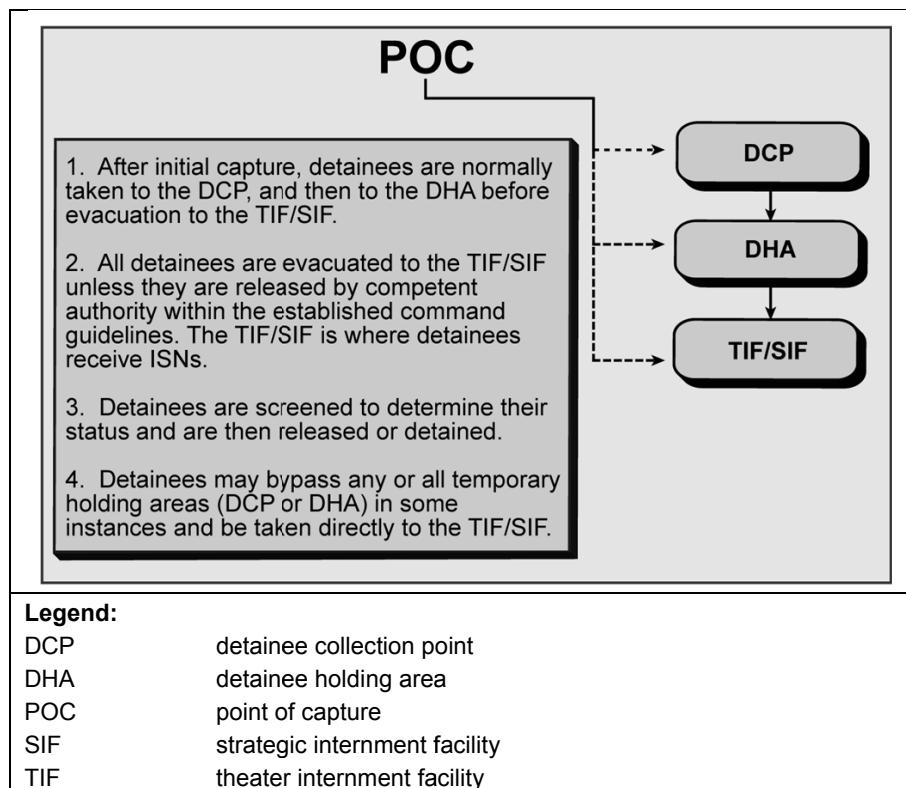 POC
1. After initial capture, detainees are normally
taken to the DCP, and then to the DHA before
evacuation to the TIF/SIF.
2. All detainees are evacuated to the TIF/SIF
unless they are released by competent
authority within the established command
guidelines. The TIF/SIF is where detainees
receive ISNs.
3. Detainees are screened to determine their
status and are then released or detained.
4. Detainees may bypass any or all temporary
holding areas (DCP or DHA) in some
instances and be taken directly to the TIF/SIF.
DCP
DHA
TIF/SIF
Legend:
DCP detainee collection point
DHA detainee holding area
POC point of capture
SIF strategic internment facility
TIF theater internment facility